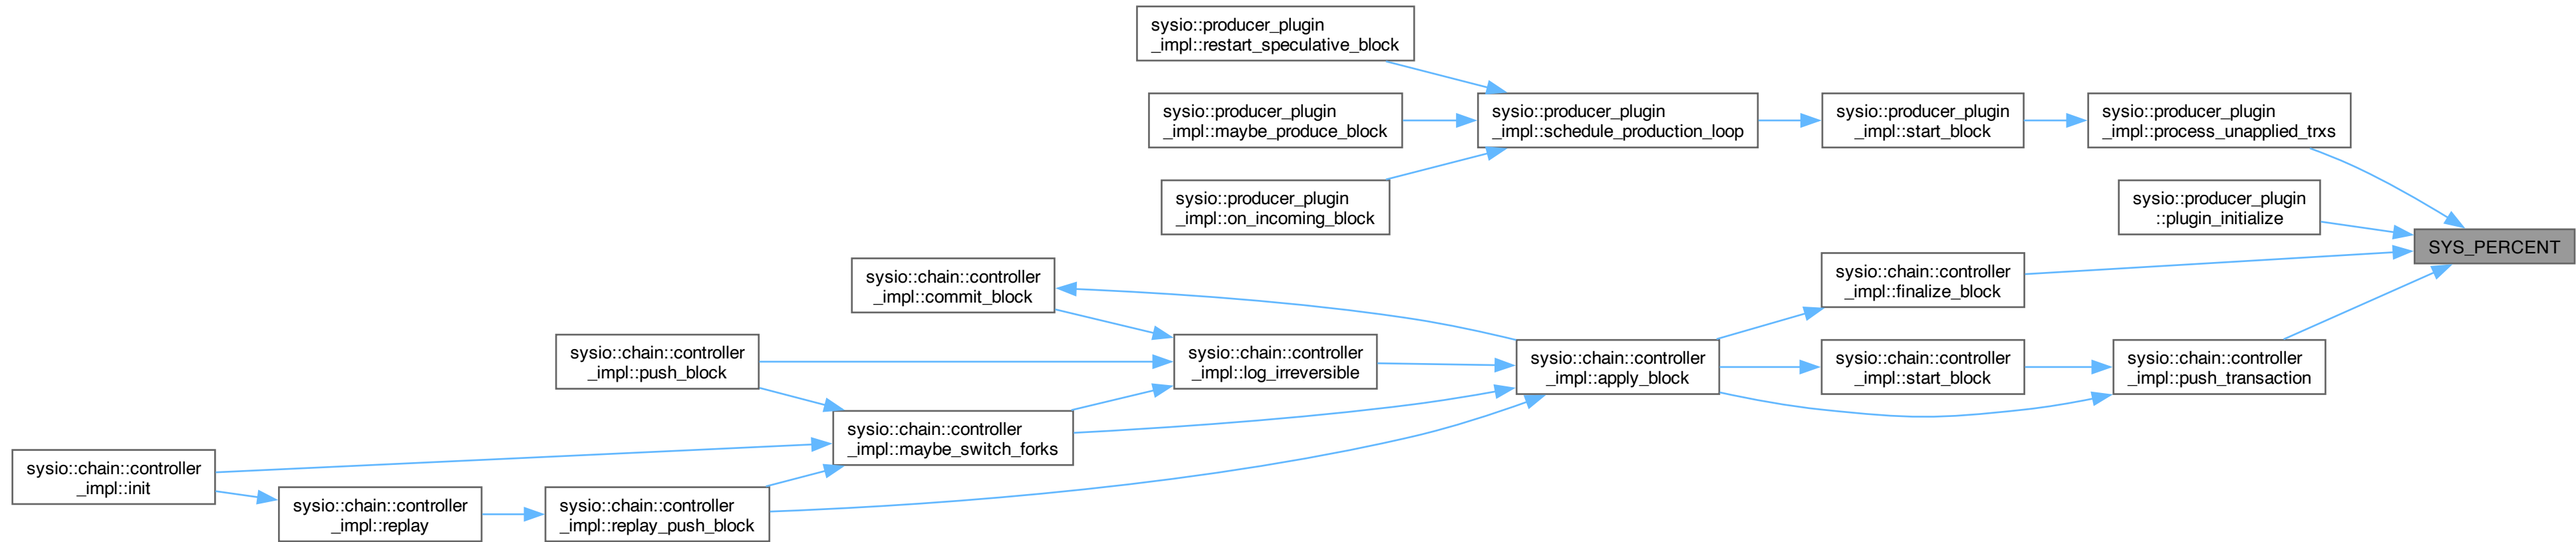 sysio::producer_plugin
_impl::restart_speculative_block
sysio::producer_plugin
_impl::maybe_produce_block
sysio::producer_plugin
_impl::schedule_production_loop
sysio::producer_plugin
_impl::start_block
sysio::producer_plugin
_impl::process_unapplied_trxs
sysio::producer_plugin
_impl::on_incoming_block
sysio::producer_plugin
::plugin_initialize
SYS_PERCENT
sysio::chain::controller
_impl::commit_block
sysio::chain::controller
_impl::finalize_block
sysio::chain::controller
_impl::push_block
sysio::chain::controller
_impl::log_irreversible
sysio::chain::controller
_impl::apply_block
sysio::chain::controller
_impl::start_block
sysio::chain::controller
_impl::push_transaction
sysio::chain::controller
_impl::maybe_switch_forks
sysio::chain::controller
_impl::init
sysio::chain::controller
_impl::replay
sysio::chain::controller
_impl::replay_push_block